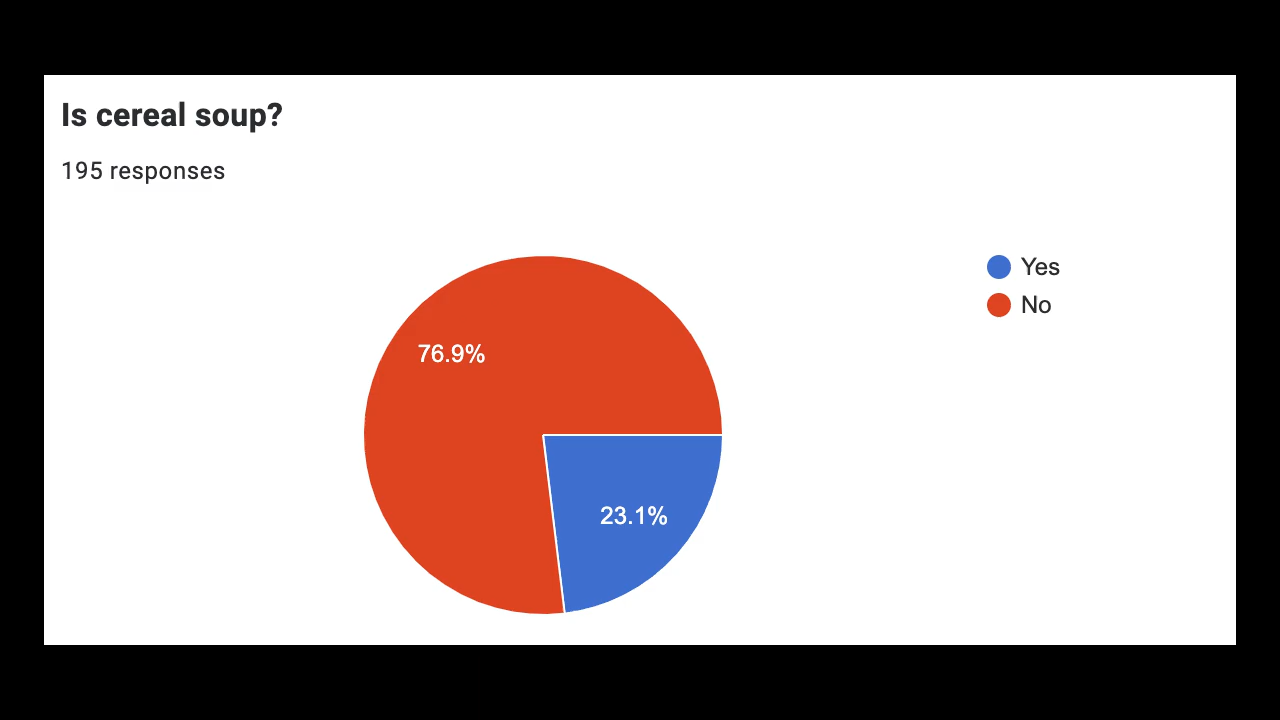 Is cereal soup?
195 responses
Yes
No
76.9%
23.1%